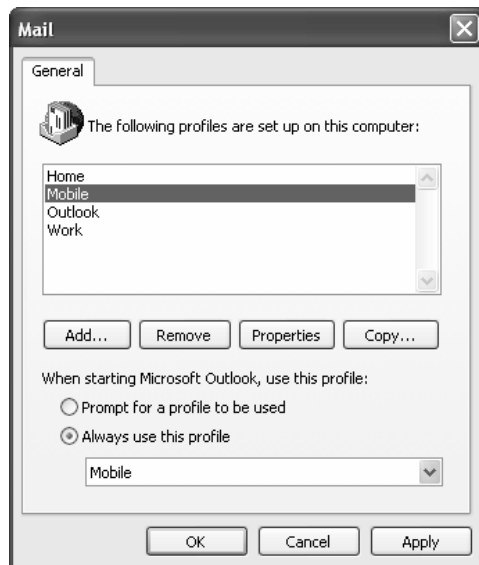 Mail
General
The following profiles are set up on this computer:
Home
Mobile
Outlook
Work
Add... Remove Properties Copy...
When starting Microsoft Outlook, use this profile:
Prompt for a profile to be used
Always use this profile
Mobile
OK Cancel Apply